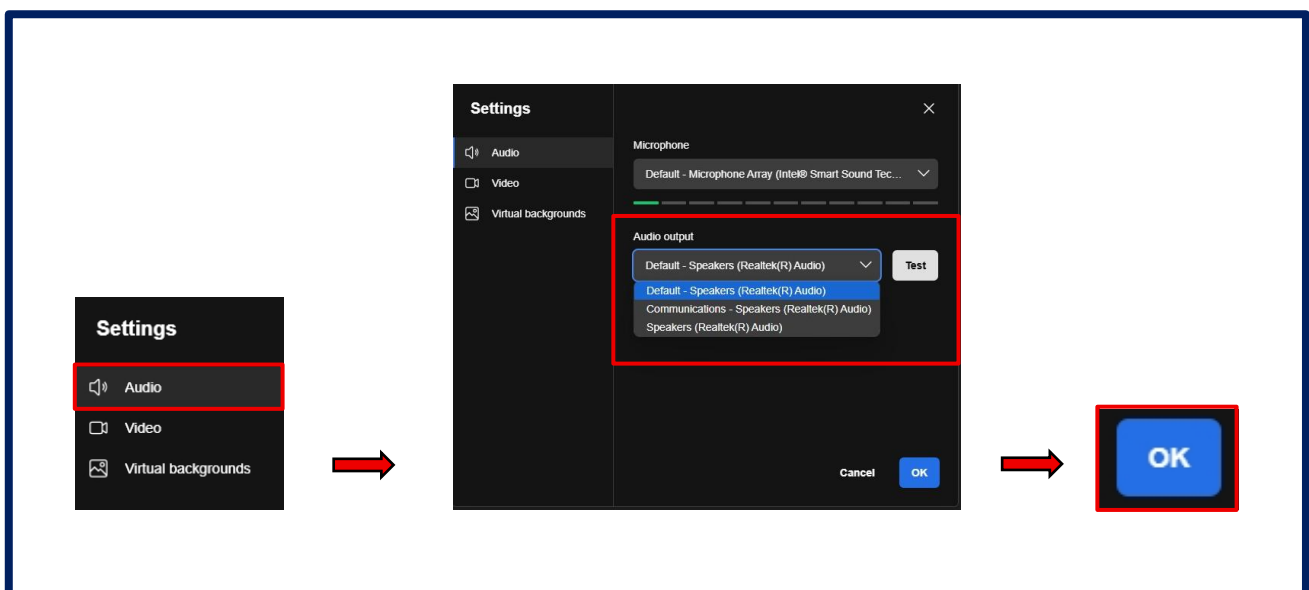 Settings
Audio
Video
Virtual backgrounds
Settings
Audio
Video
Virtual backgrounds
Microphone
Default - Microphone Array (Intel® Smart Sound Tec...
Audio output
Default - Speakers (Realtek(R) Audio)
Test
Default - Speakers (Realtek(R) Audio)
Communications - Speakers (Realtek(R) Audio)
Speakers (Realtek(R) Audio)
Cancel
OK
OK